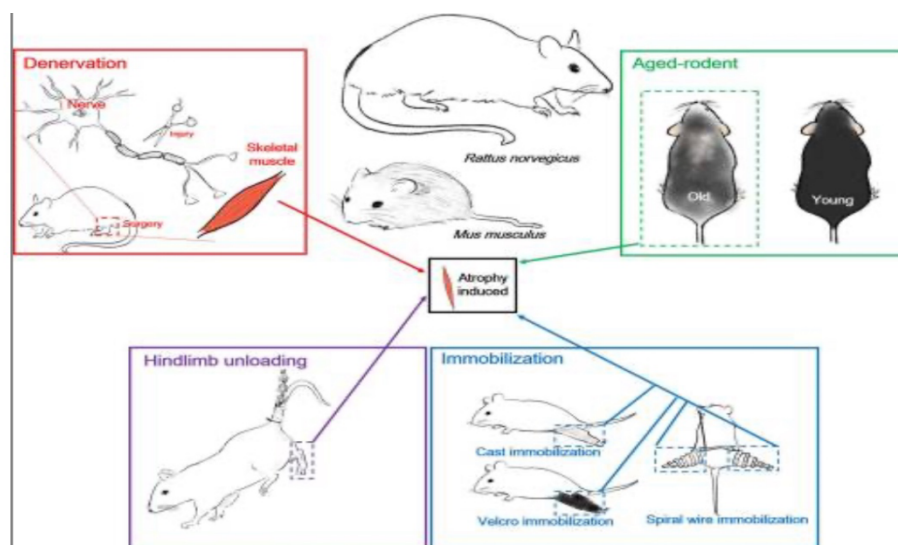 Denervation
Nerve
Injury
Skeletal
muscle
Surgery
Rattus norvegicus
Mus musculus
Aged-rodent
Old
Young
Atrophy
induced
Hindlimb unloading
Immobilization
Cast immobilization
Velcro immobilization
Spiral wire immobilization